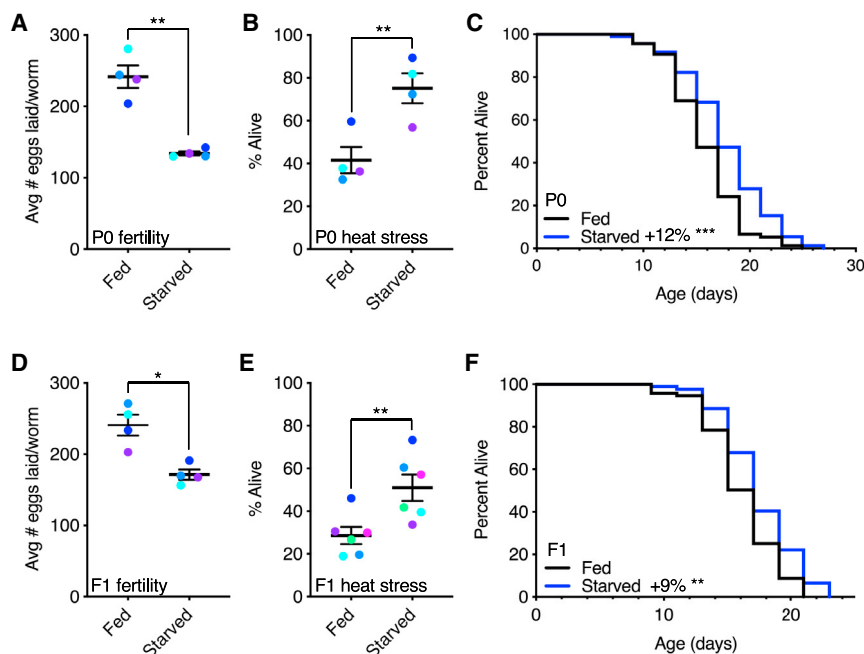 A
Avg # eggs laid/worm
300
200
100
0
**
P0 fertility
Fed
Starved
B
% Alive
100
80
60
40
20
0
**
P0 heat stress
Fed
Starved
C
Percent Alive
100
80
60
40
20
0
P0
Fed
Starved +12% ***
0
10
20
30
Age (days)
D
Avg # eggs laid/worm
300
200
100
0
*
F1 fertility
Fed
Starved
E
% Alive
100
80
60
40
20
0
**
F1 heat stress
Fed
Starved
F
Percent Alive
100
80
60
40
20
0
F1
Fed
Starved +9% **
0
10
20
Age (days)